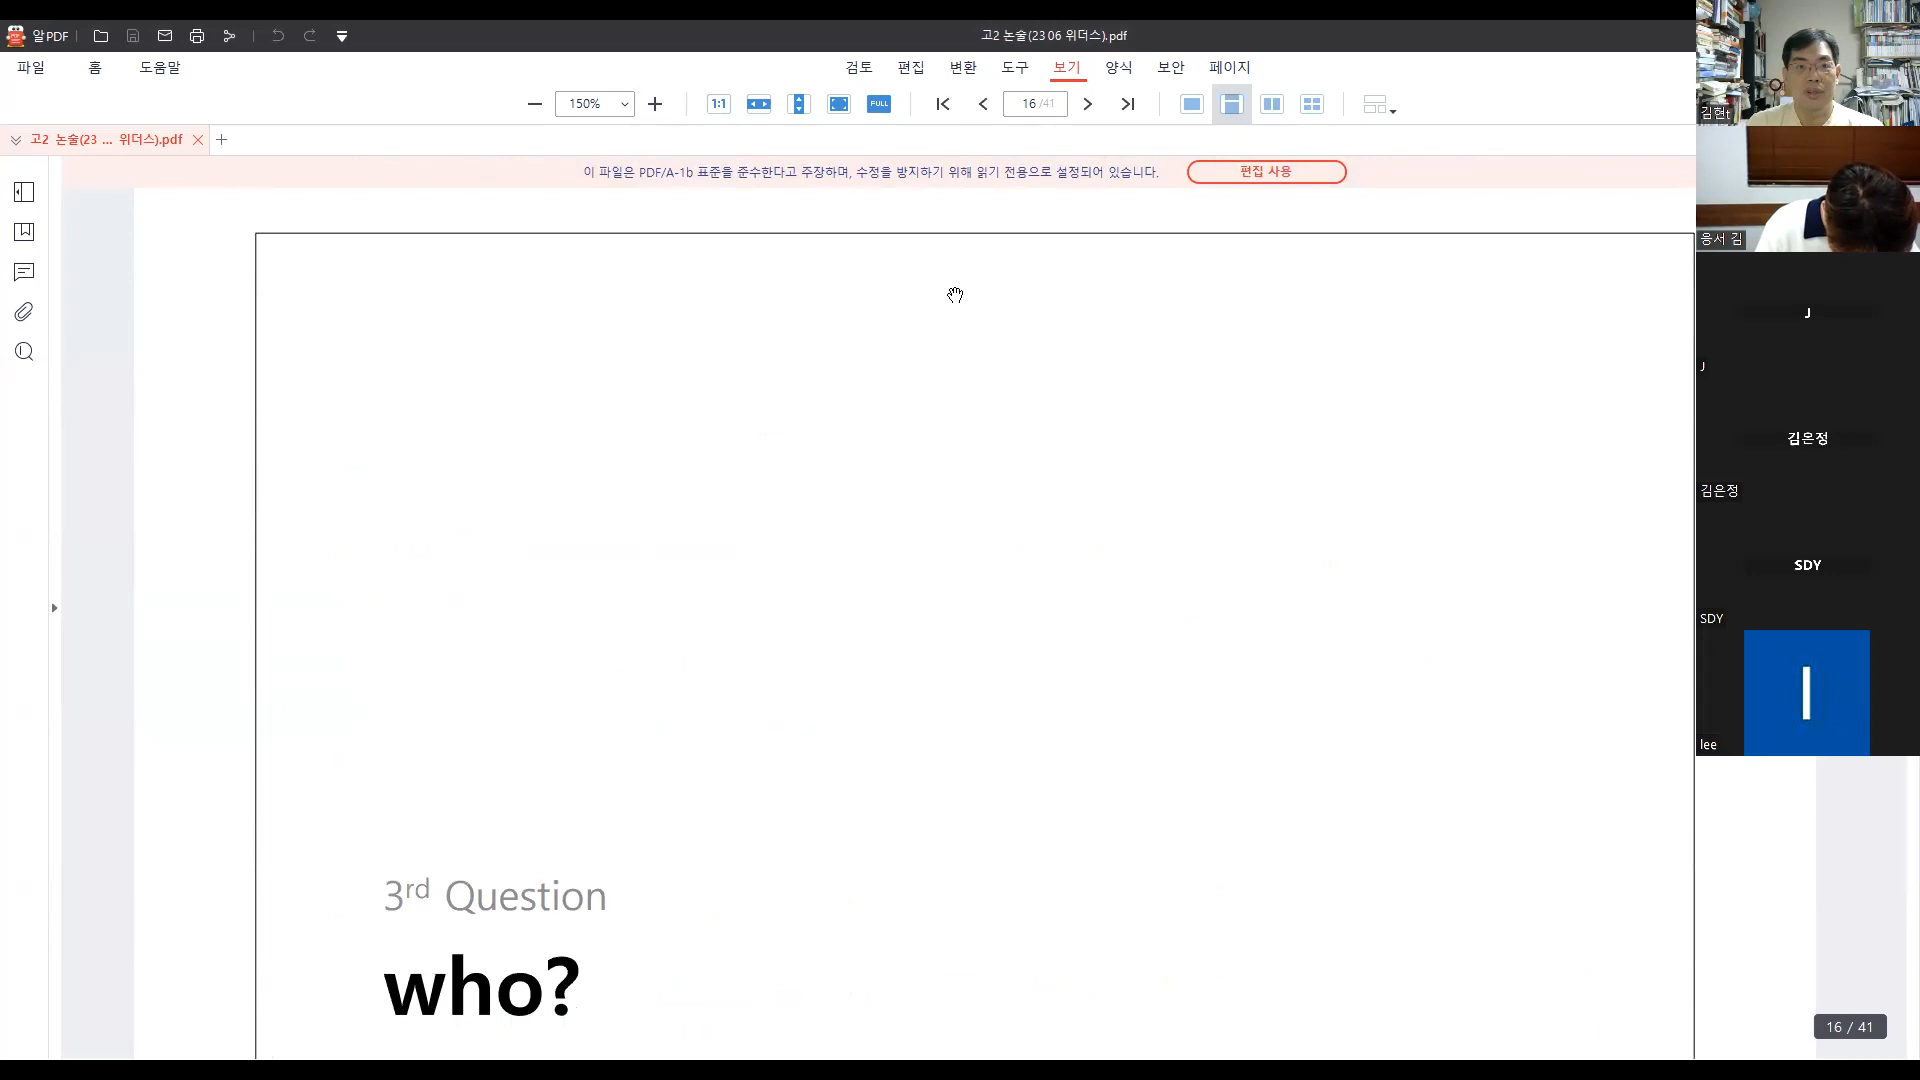 알PDF
고2 논술(23 06 위더스).pdf
파일 홈 도움말 검토 편집 변환 도구 보기 양식 보안 페이지
150% 1:1 FULL 16 /41
고2 논술(23 ... 위더스).pdf
이 파일은 PDF/A-1b 표준을 준수한다고 주장하며, 수정을 방지하기 위해 읽기 전용으로 설정되어 있습니다. 편집 사용
3rd Question
who?
16 / 41
김현t
웅서 김
J
J
김은정
김은정
SDY
SDY
l
lee